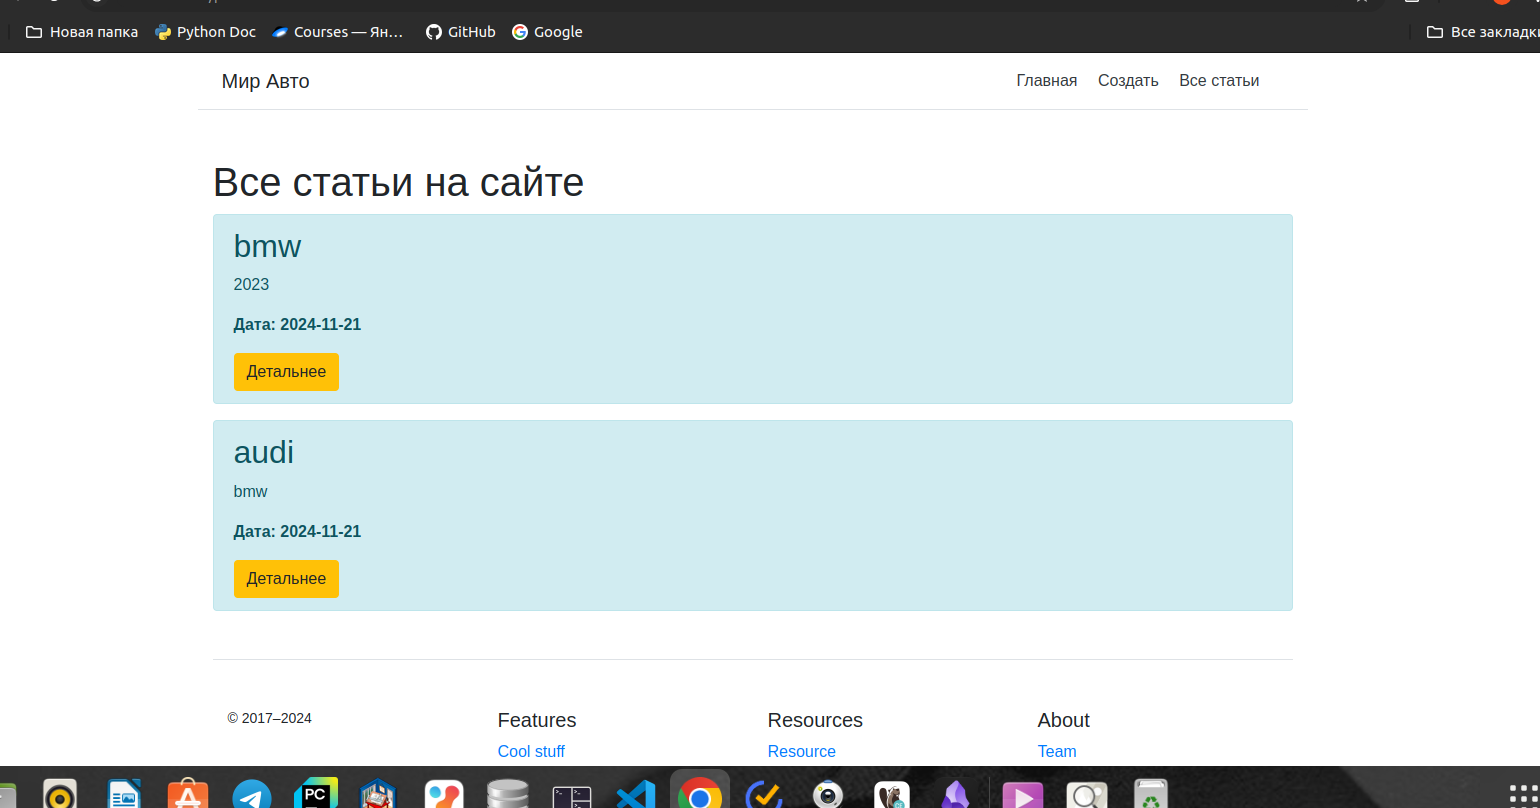 Новая папка Python Doc Courses — Ян... GitHub Google Все закладки
Мир Авто Главная Создать Все статьи
Все статьи на сайте
bmw
2023
Дата: 2024-11-21
Детальнее
audi
bmw
Дата: 2024-11-21
Детальнее
© 2017–2024 Features Resources About
Cool stuff Resource Team
PC